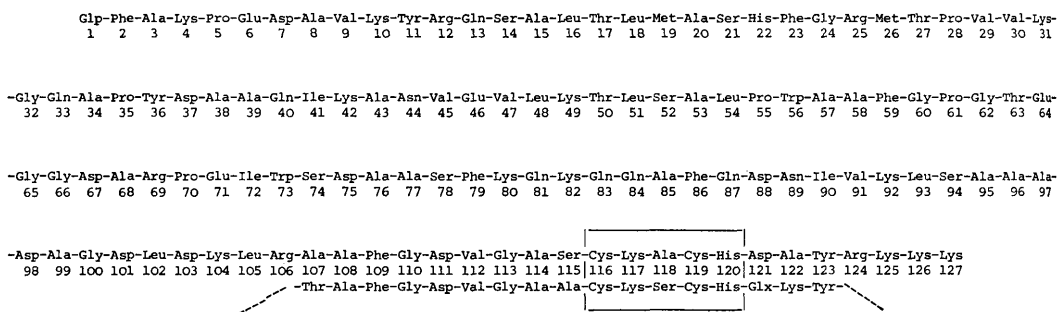 Glp-Phe-Ala-Lys-Pro-Glu-Asp-Ala-Val-Lys-Tyr-Arg-Gln-Ser-Ala-Leu-Thr-Leu-Met-Ala-Ser-His-Phe-Gly-Arg-Met-Thr-Pro-Val-Val-Lys-
1 2 3 4 5 6 7 8 9 10 11 12 13 14 15 16 17 18 19 20 21 22 23 24 25 26 27 28 29 30 31
-Gly-Gln-Ala-Pro-Tyr-Asp-Ala-Ala-Gln-Ile-Lys-Ala-Asn-Val-Glu-Val-Leu-Lys-Thr-Leu-Ser-Ala-Leu-Pro-Trp-Ala-Ala-Phe-Gly-Pro-Gly-Thr-Glu-
32 33 34 35 36 37 38 39 40 41 42 43 44 45 46 47 48 49 50 51 52 53 54 55 56 57 58 59 60 61 62 63 64
-Gly-Gly-Asp-Ala-Arg-Pro-Glu-Ile-Trp-Ser-Asp-Ala-Ala-Ser-Phe-Lys-Gln-Lys-Gln-Gln-Ala-Phe-Gln-Asp-Asn-Ile-Val-Lys-Leu-Ser-Ala-Ala-Ala-
65 66 67 68 69 70 71 72 73 74 75 76 77 78 79 80 81 82 83 84 85 86 87 88 89 90 91 92 93 94 95 96 97
-Asp-Ala-Gly-Asp-Leu-Asp-Lys-Leu-Arg-Ala-Ala-Phe-Gly-Asp-Val-Gly-Ala-Ser-Cys-Lys-Ala-Cys-His-Asp-Ala-Tyr-Arg-Lys-Lys-Lys
98 99 100 101 102 103 104 105 106 107 108 109 110 111 112 113 114 115 116 117 118 119 120 121 122 123 124 125 126 127
-Thr-Ala-Phe-Gly-Asp-Val-Gly-Ala-Ala-Cys-Lys-Ser-Cys-His-Glx-Lys-Tyr-